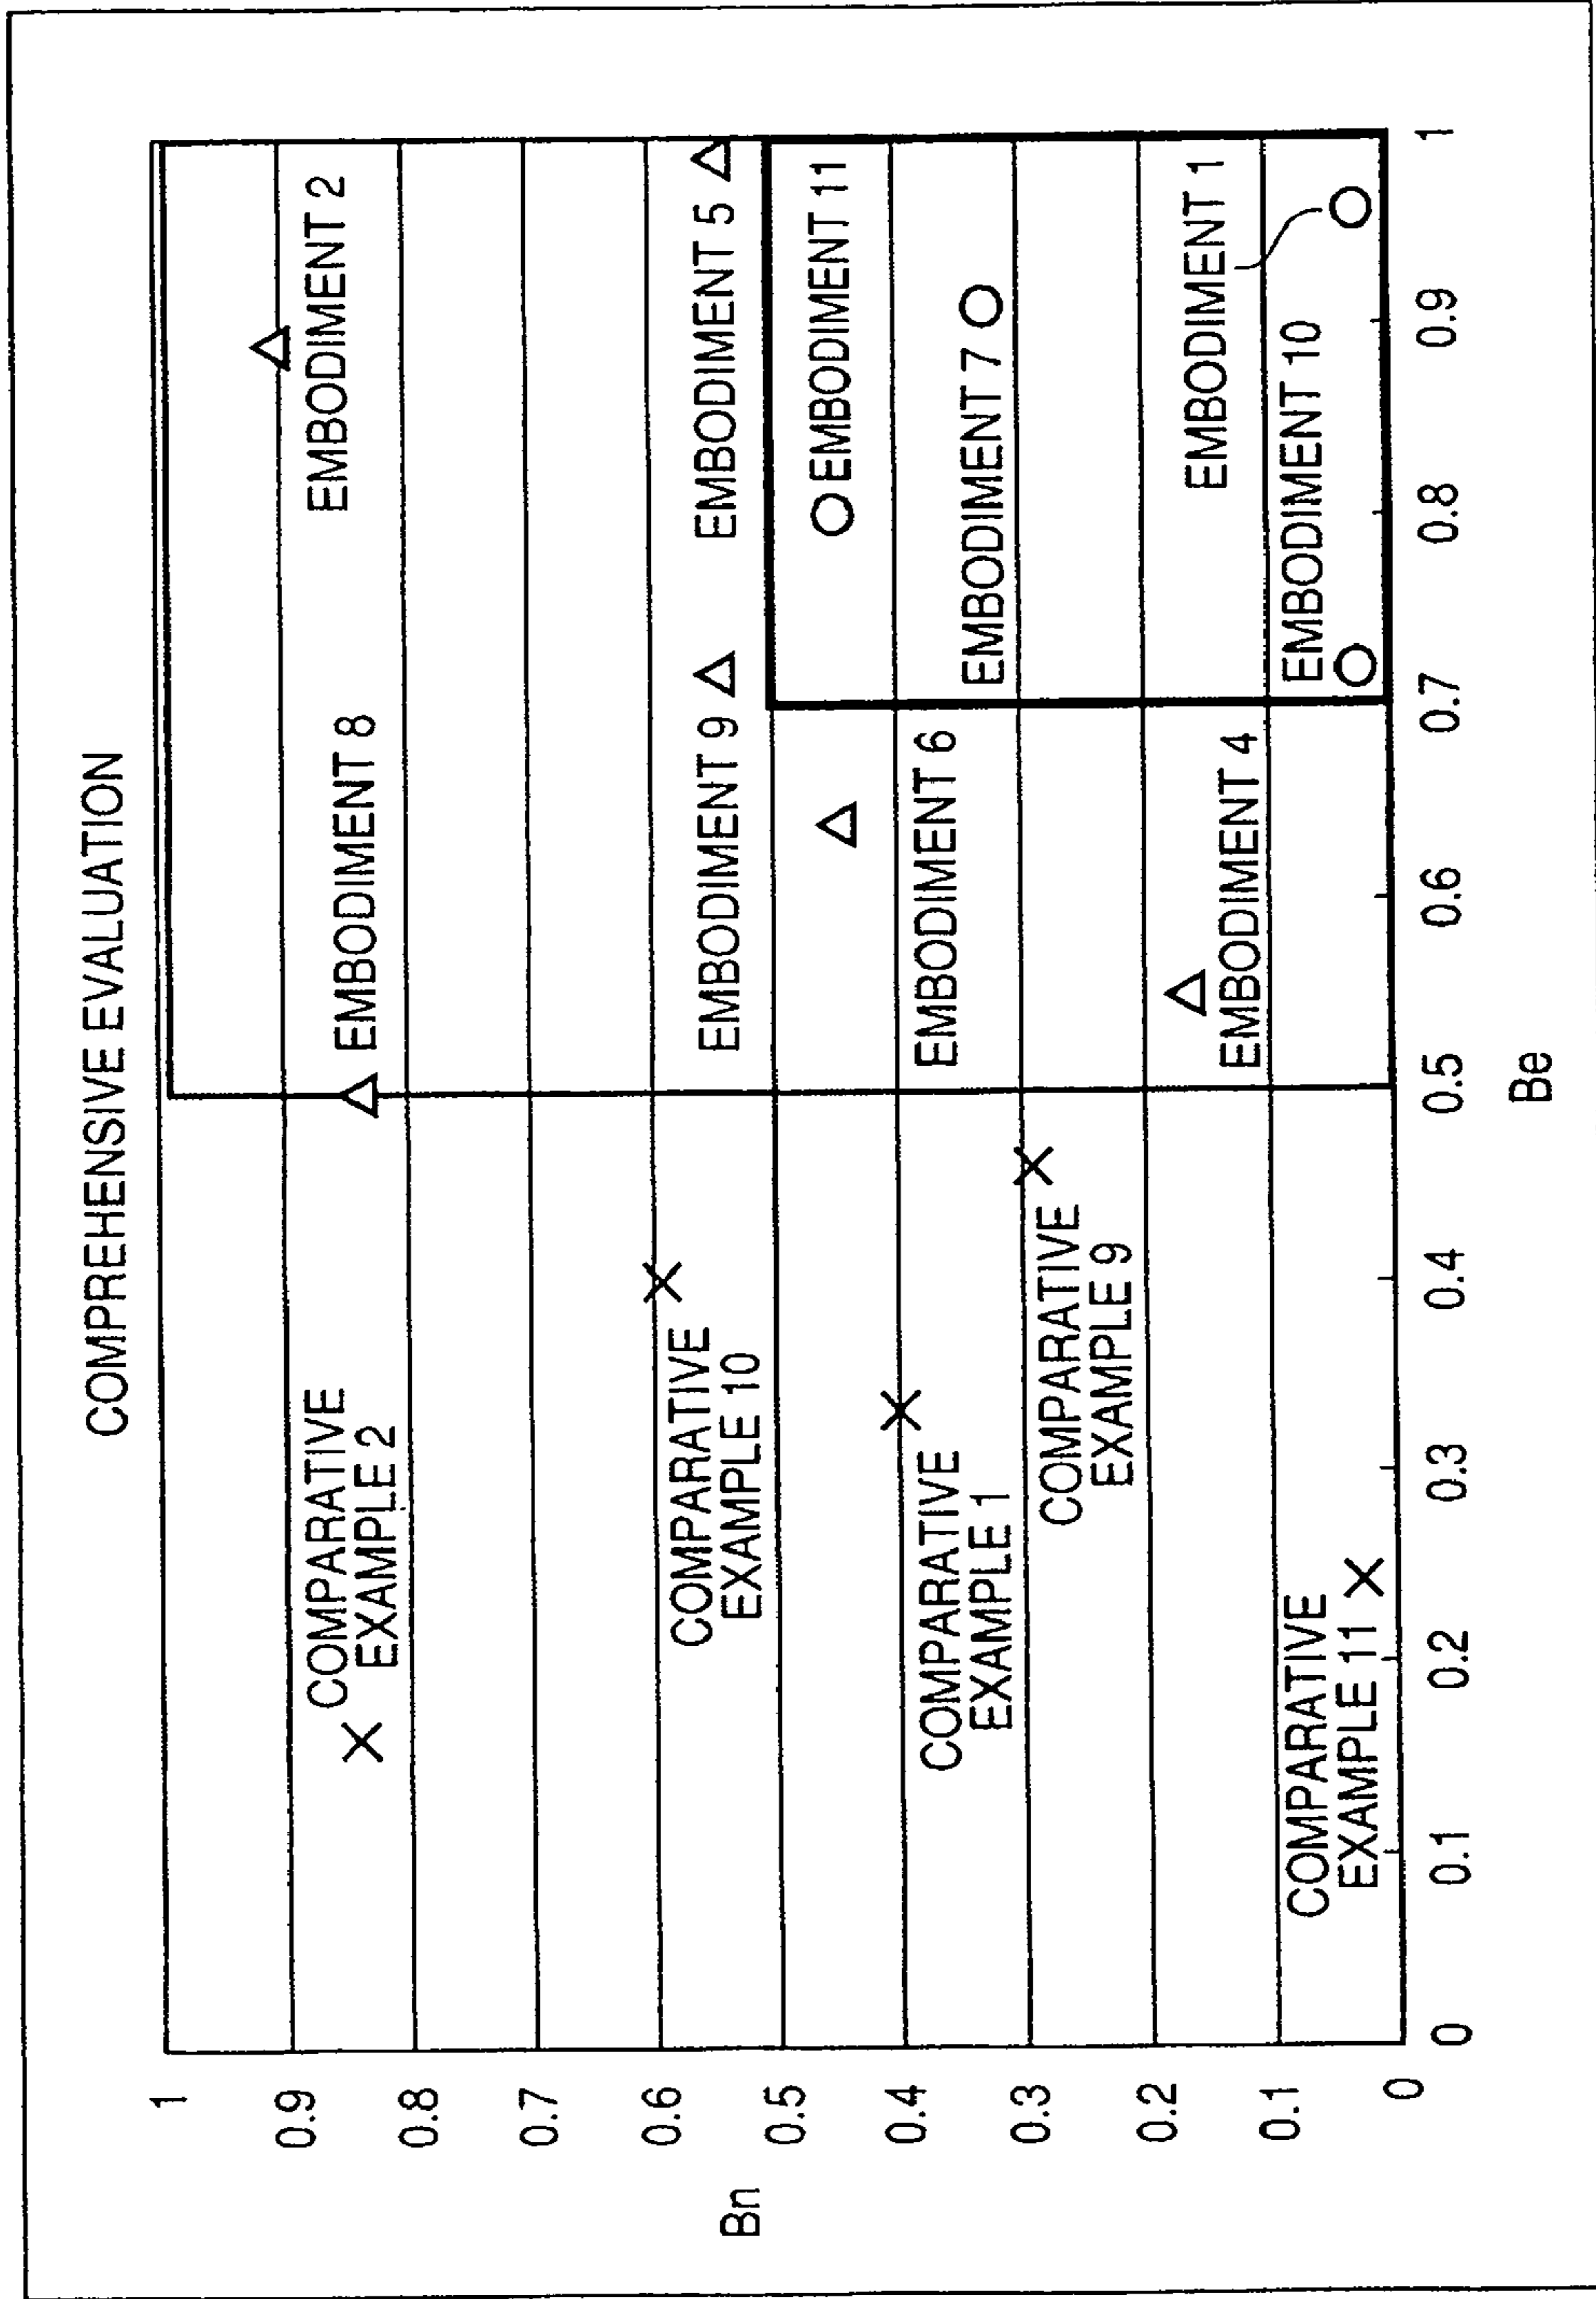 COMPREHENSIVE EVALUATION
Bn
1
0.9
0.8
0.7
0.6
0.5
0.4
0.3
0.2
0.1
0
EMBODIMENT 2
EMBODIMENT 8
COMPARATIVE
EXAMPLE 2
EMBODIMENT 5
EMBODIMENT 9
COMPARATIVE
EXAMPLE 10
EMBODIMENT 11
EMBODIMENT 7
EMBODIMENT 6
COMPARATIVE
EXAMPLE 1
COMPARATIVE
EXAMPLE 9
EMBODIMENT 1
EMBODIMENT 4
EMBODIMENT 10
COMPARATIVE
EXAMPLE 11
0
0.1
0.2
0.3
0.4
0.5
0.6
0.7
0.8
0.9
1
Be